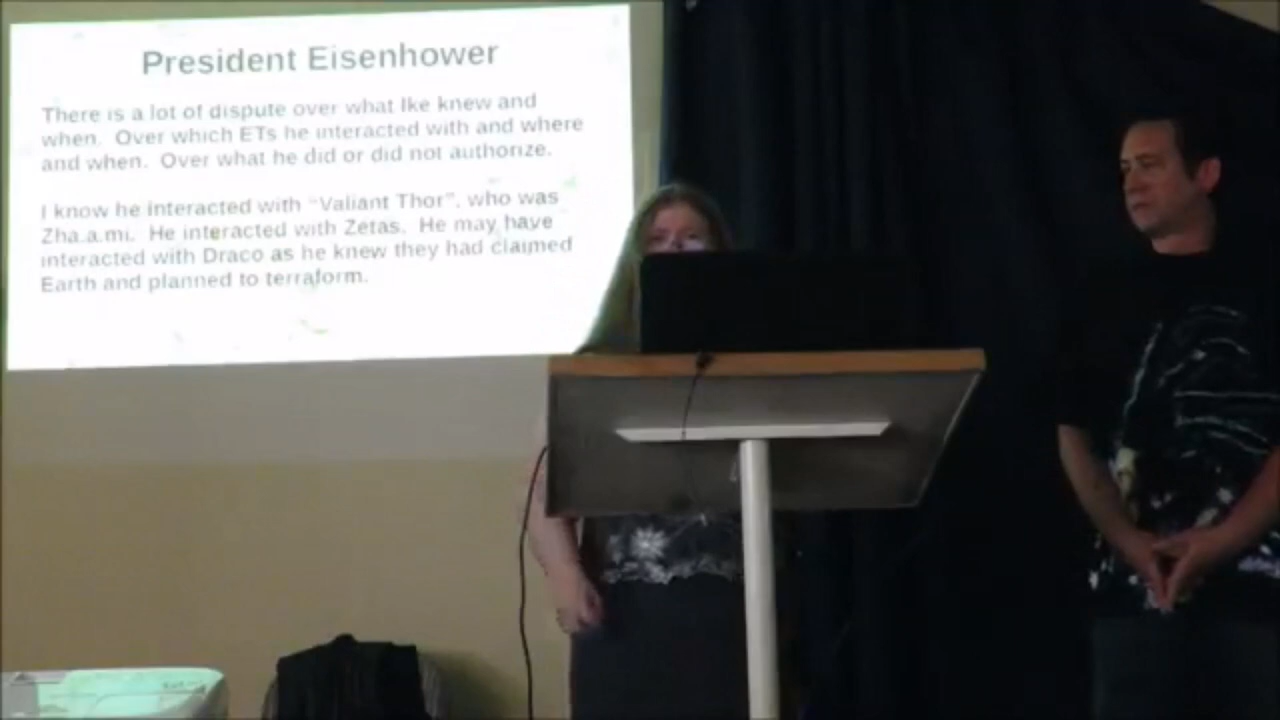 President Eisenhower
There is a lot of dispute over what Ike knew and
when. Over which ETs he interacted with and where
and when. Over what he did or did not authorize.
I know he interacted with "Valiant Thor", who was
Zha.a.mi. He interacted with Zetas. He may have
interacted with Draco as he knew they had claimed
Earth and planned to terraform.